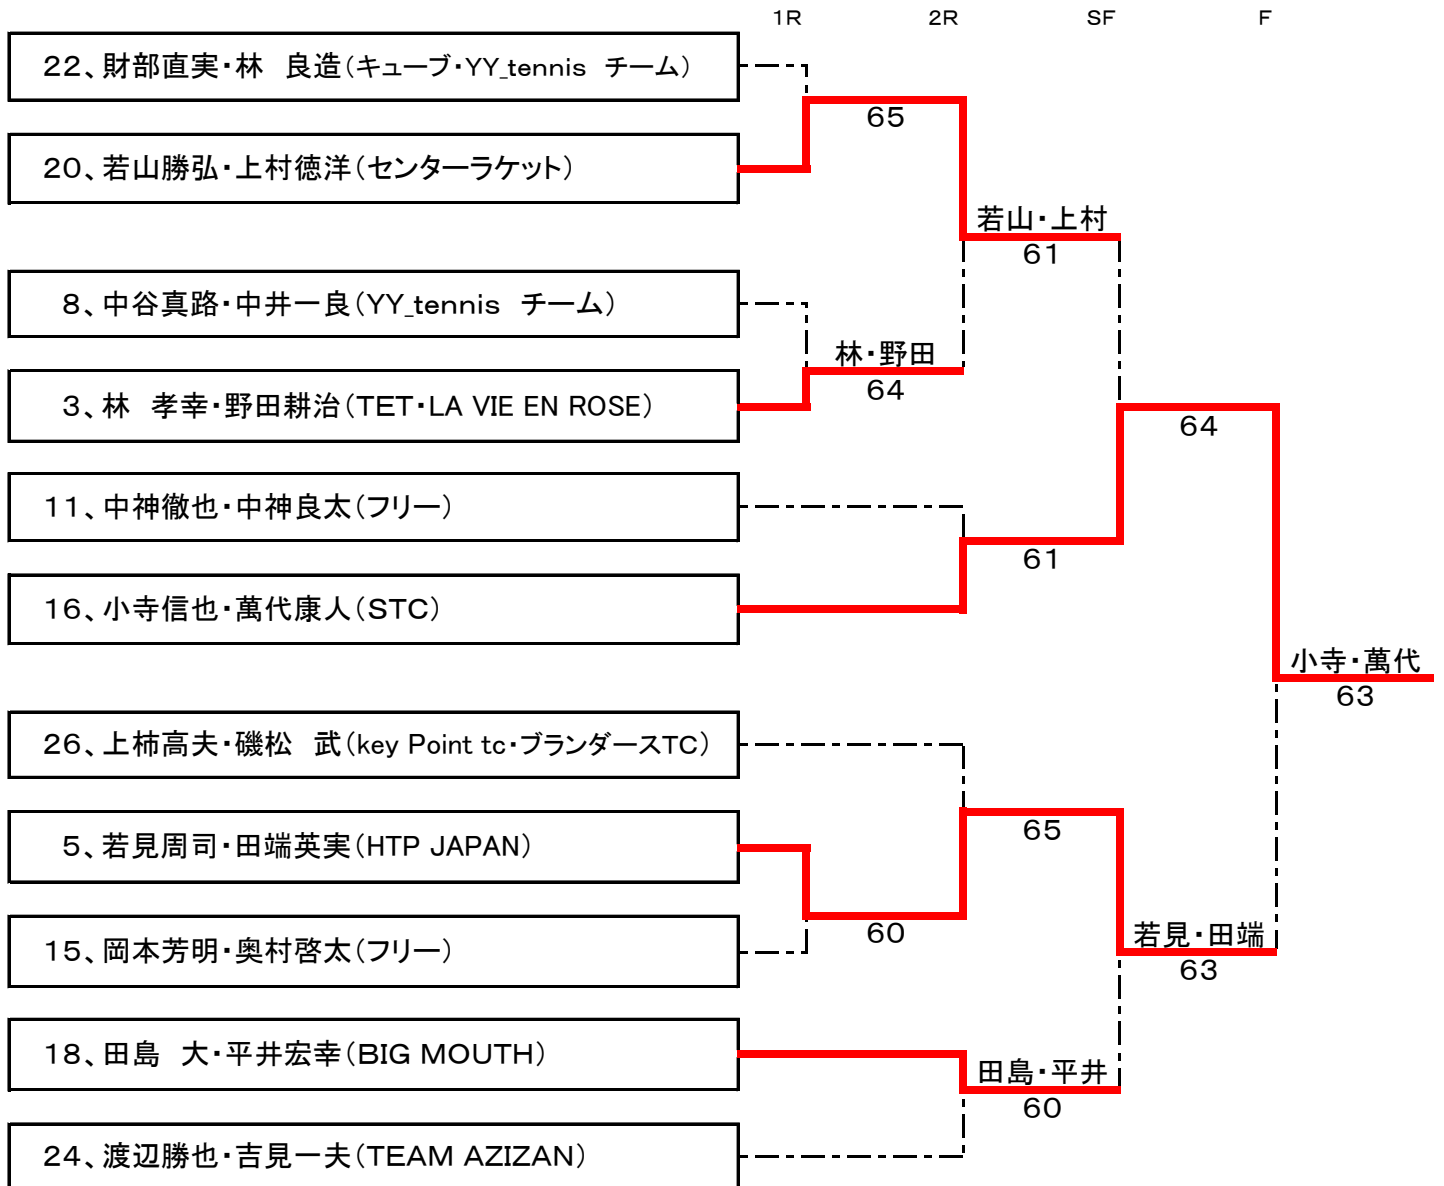 1R 2R SF F
22、財部直実・林　良造(キューブ・YY_tennis　チーム)
65
20、若山勝弘・上村徳洋(センターラケット)
若山・上村
61
8、中谷真路・中井一良(YY_tennis　チーム)
林・野田
64
3、林　孝幸・野田耕治(TET・LA VIE EN ROSE)
64
11、中神徹也・中神良太(フリー)
61
16、小寺信也・萬代康人(STC)
小寺・萬代
63
26、上柿高夫・磯松　武(key Point tc・ブランダースTC)
65
5、若見周司・田端英実(HTP JAPAN)
60
15、岡本芳明・奥村啓太(フリー)
若見・田端
63
18、田島　大・平井宏幸(BIG MOUTH)
田島・平井
60
24、渡辺勝也・吉見一夫(TEAM AZIZAN)